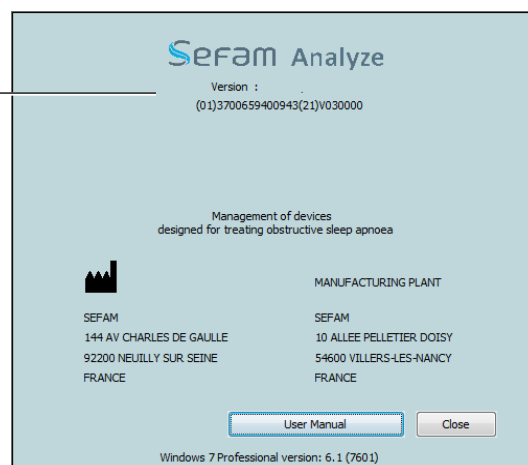 Sefam Analyze
Version :
(01)3700659400943(21)V030000
Management of devices
designed for treating obstructive sleep apnoea
MANUFACTURING PLANT
SEFAM
144 AV CHARLES DE GAULLE
92200 NEUILLY SUR SEINE
FRANCE
SEFAM
10 ALLEE PELLETIER DOISY
54600 VILLERS-LES-NANCY
FRANCE
User Manual
Close
Windows 7 Professional version: 6.1 (7601)